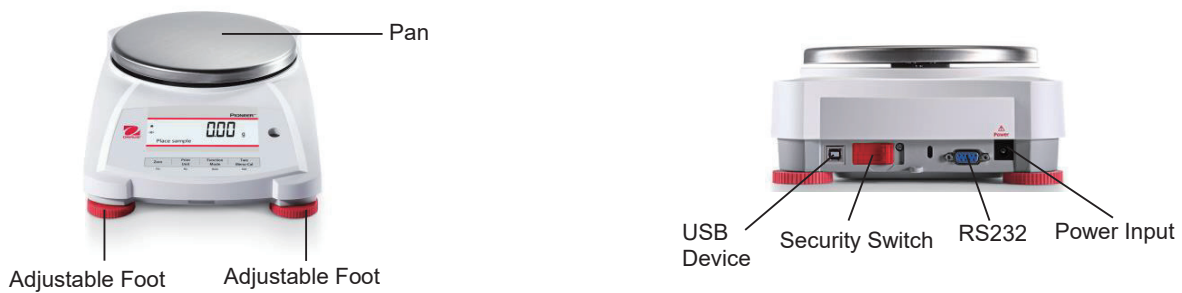 Pan
PIONEER
0.00 g
Place sample
Zero
Print
Unit
Function
Mode
Tare
Menu-Cal
Adjustable Foot
Adjustable Foot
Power
USB
Device
Security Switch
RS232
Power Input